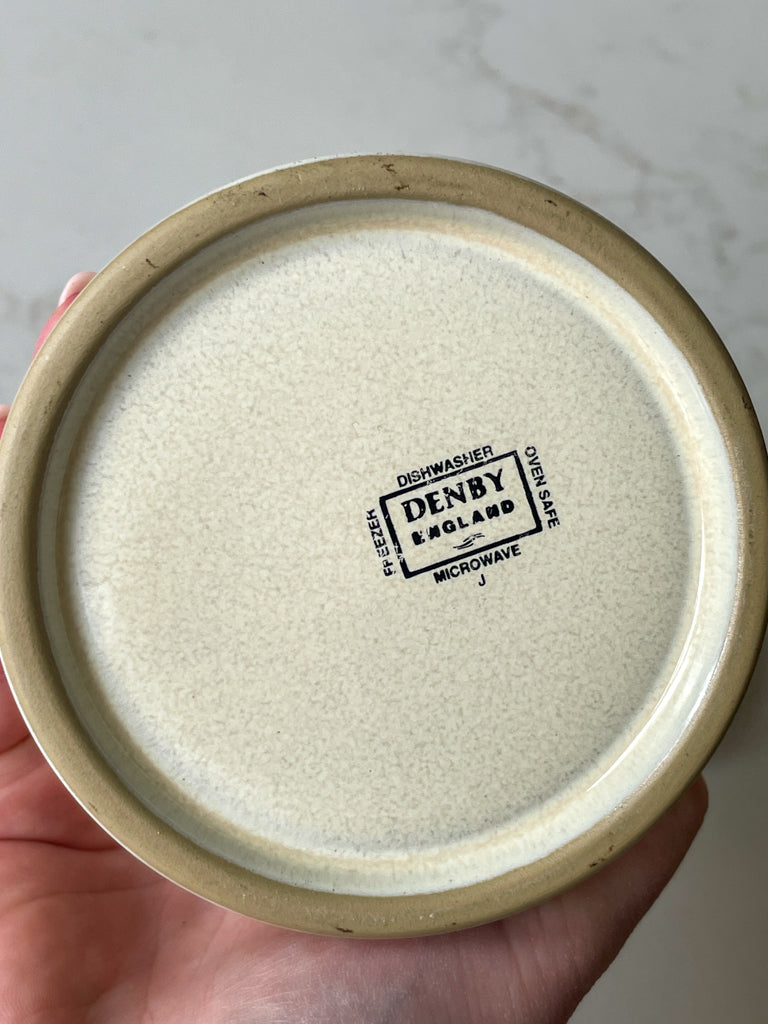 DISHWASHER
OVEN SAFE
DENBY
ENGLAND
FREEZER
MICROWAVE
J